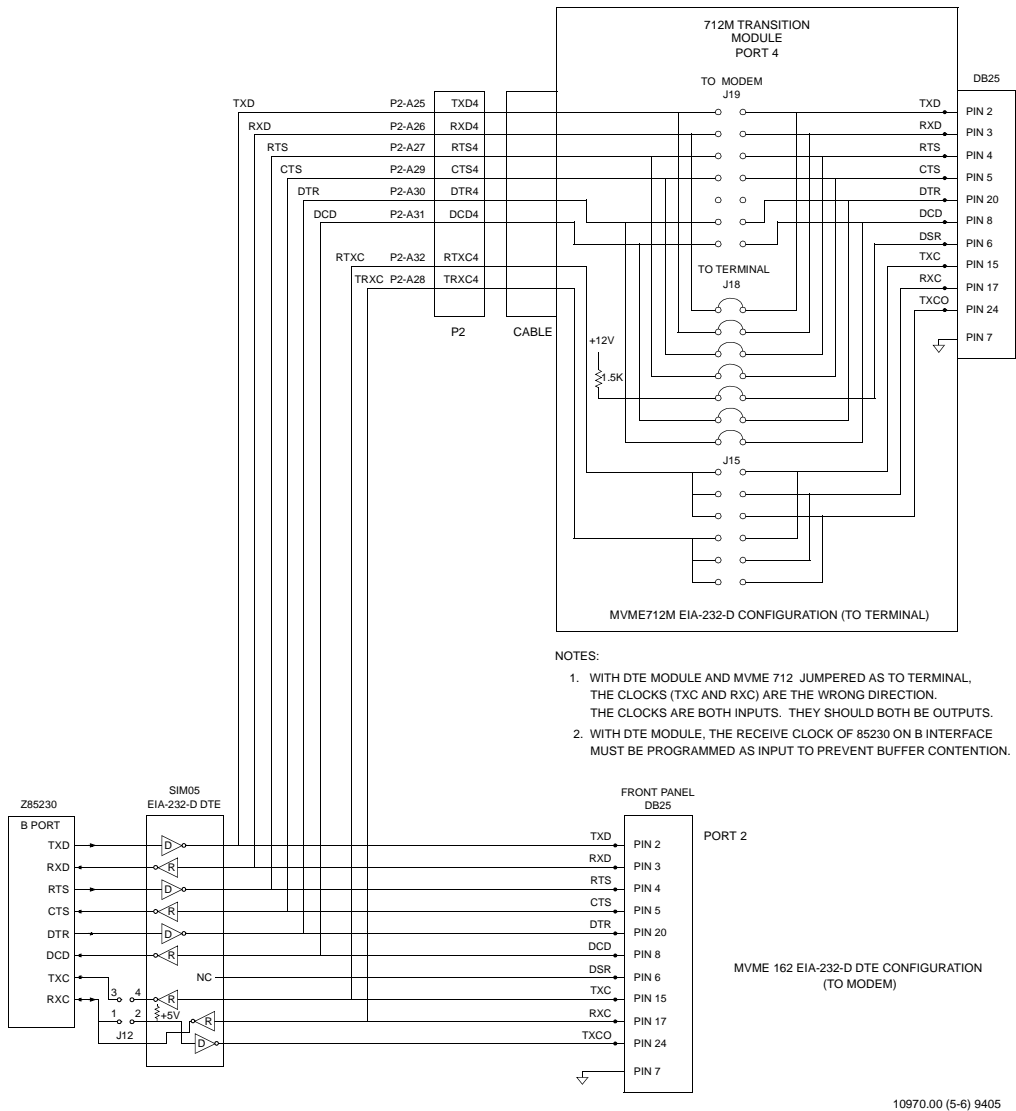 712M TRANSITION
MODULE
PORT 4
TO MODEM
J19
DB25
TXD P2-A25 TXD4 TXD PIN 2
RXD P2-A26 RXD4 RXD PIN 3
RTS P2-A27 RTS4 RTS PIN 4
CTS P2-A29 CTS4 CTS PIN 5
DTR P2-A30 DTR4 DTR PIN 20
DCD P2-A31 DCD4 DCD PIN 8
DSR PIN 6
RTXC P2-A32 RTXC4 TXC PIN 15
TRXC P2-A28 TRXC4 RXC PIN 17
TXCO PIN 24
PIN 7
TO TERMINAL
J18
P2 CABLE
+12V
1.5K
J15
MVME712M EIA-232-D CONFIGURATION (TO TERMINAL)
NOTES:
1. WITH DTE MODULE AND MVME 712 JUMPERED AS TO TERMINAL,
THE CLOCKS (TXC AND RXC) ARE THE WRONG DIRECTION.
THE CLOCKS ARE BOTH INPUTS. THEY SHOULD BOTH BE OUTPUTS.
2. WITH DTE MODULE, THE RECEIVE CLOCK OF 85230 ON B INTERFACE
MUST BE PROGRAMMED AS INPUT TO PREVENT BUFFER CONTENTION.
Z85230
SIM05
EIA-232-D DTE
FRONT PANEL
DB25
B PORT
PORT 2
TXD D TXD PIN 2
RXD R RXD PIN 3
RTS D RTS PIN 4
CTS R CTS PIN 5
DTR D DTR PIN 20
DCD R DCD PIN 8
TXC NC DSR PIN 6
RXC 3 4 R TXC PIN 15
1 2 +5V R RXC PIN 17
J12 D TXCO PIN 24
PIN 7
MVME 162 EIA-232-D DTE CONFIGURATION
(TO MODEM)
10970.00 (5-6) 9405